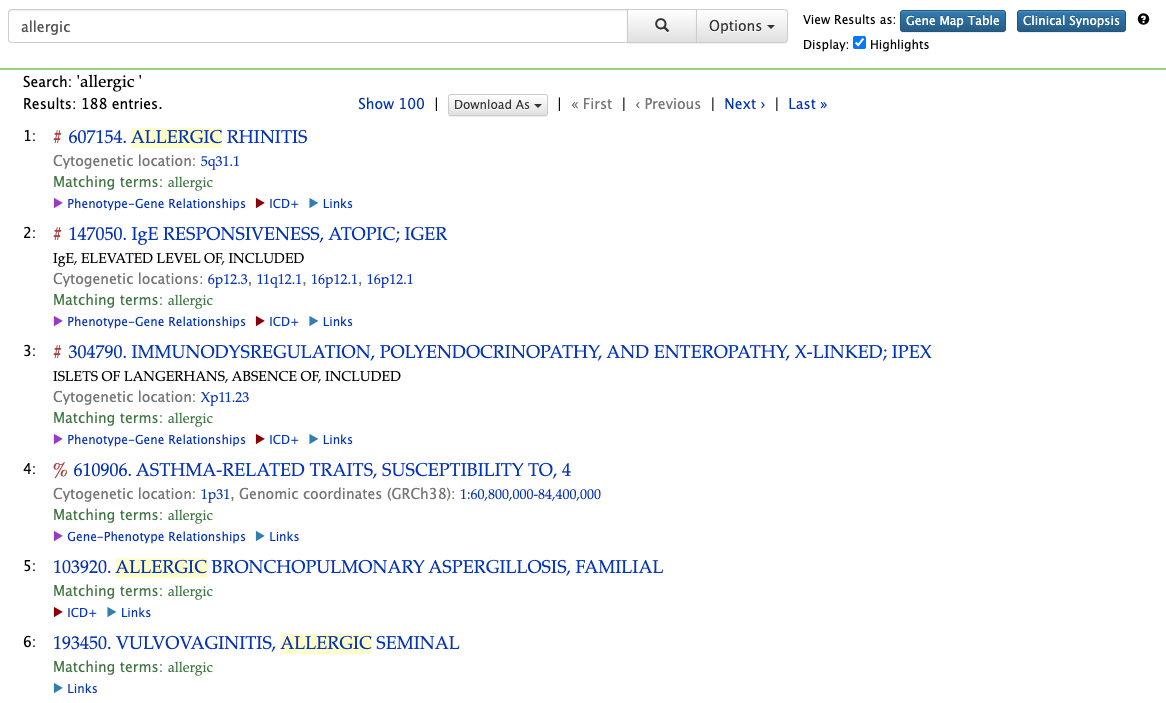 allergic
Options
View Results as: Gene Map Table Clinical Synopsis ?
Display: Highlights
Search: 'allergic '
Results: 188 entries.
Show 100 | Download As | « First | ‹ Previous | Next › | Last »
1: # 607154. ALLERGIC RHINITIS
Cytogenetic location: 5q31.1
Matching terms: allergic
Phenotype-Gene Relationships ICD+ Links
2: # 147050. IgE RESPONSIVENESS, ATOPIC; IGER
IgE, ELEVATED LEVEL OF, INCLUDED
Cytogenetic locations: 6p12.3, 11q12.1, 16p12.1, 16p12.1
Matching terms: allergic
Phenotype-Gene Relationships ICD+ Links
3: # 304790. IMMUNODYSREGULATION, POLYENDOCRINOPATHY, AND ENTEROPATHY, X-LINKED; IPEX
ISLETS OF LANGERHANS, ABSENCE OF, INCLUDED
Cytogenetic location: Xp11.23
Matching terms: allergic
Phenotype-Gene Relationships ICD+ Links
4: % 610906. ASTHMA-RELATED TRAITS, SUSCEPTIBILITY TO, 4
Cytogenetic location: 1p31, Genomic coordinates (GRCh38): 1:60,800,000-84,400,000
Matching terms: allergic
Gene-Phenotype Relationships Links
5: 103920. ALLERGIC BRONCHOPULMONARY ASPERGILLOSIS, FAMILIAL
Matching terms: allergic
ICD+ Links
6: 193450. VULVOVAGINITIS, ALLERGIC SEMINAL
Matching terms: allergic
Links